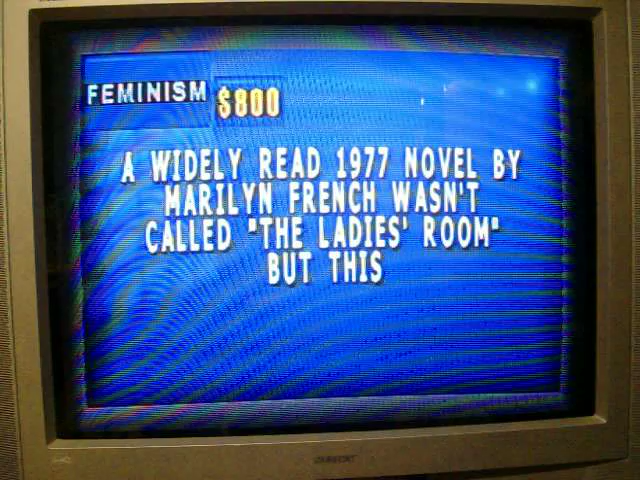 FEMINISM $800
A WIDELY READ 1977 NOVEL BY
MARILYN FRENCH WASN'T
CALLED "THE LADIES' ROOM"
BUT THIS